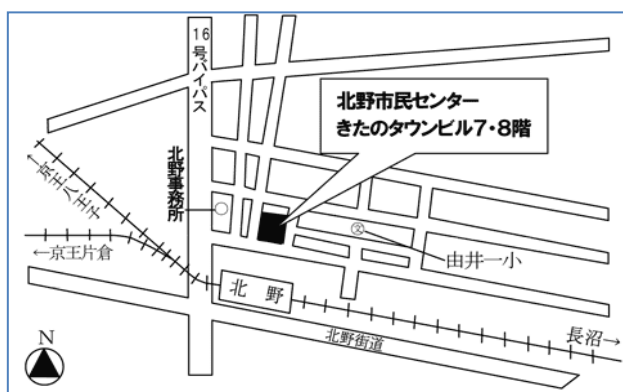 16号バイパス
北野市民センター
きたのタウンビル7・8階
北野事務所
←京王八王子
文
由井一小
←京王片倉
北野
長沼→
北野街道
N